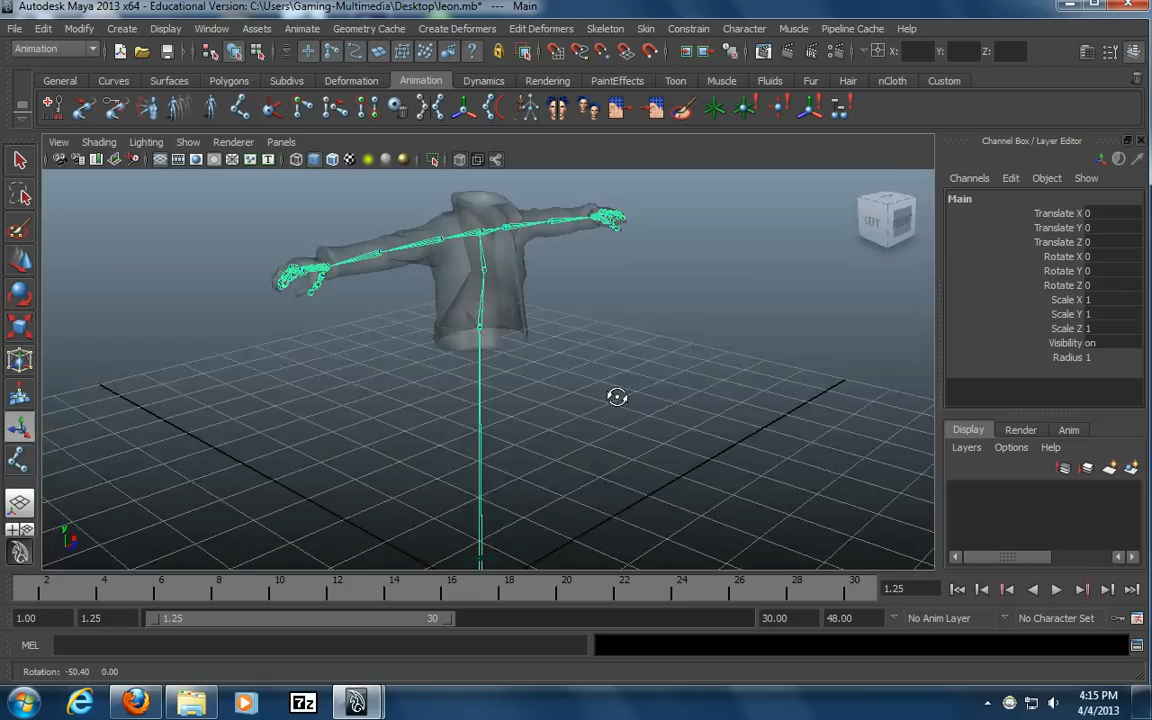 Autodesk Maya 2013 x64 - Educational Version: C:\Users\Gaming-Multimedia\Desktop\leon.mb*  ---  Main
File Edit Modify Create Display Window Assets Animate Geometry Cache Create Deformers Edit Deformers Skeleton Skin Constrain Character Muscle Pipeline Cache Help
Animation X: Y: Z:
General Curves Surfaces Polygons Subdivs Deformation Animation Dynamics Rendering PaintEffects Toon Muscle Fluids Fur Hair nCloth Custom
View Shading Lighting Show Renderer Panels
Channel Box / Layer Editor
Channels Edit Object Show
Main
Translate X 0
Translate Y 0
Translate Z 0
Rotate X 0
Rotate Y 0
Rotate Z 0
Scale X 1
Scale Y 1
Scale Z 1
Visibility on
Radius 1
LEFT FRONT
Display Render Anim
Layers Options Help
y x
2 4 6 8 10 12 14 16 18 20 22 24 26 28 30 1.25
1.00 1.25 1.25 30 30.00 48.00 No Anim Layer No Character Set
MEL
Rotation: -50.40 0.00
7z
4:15 PM
4/4/2013